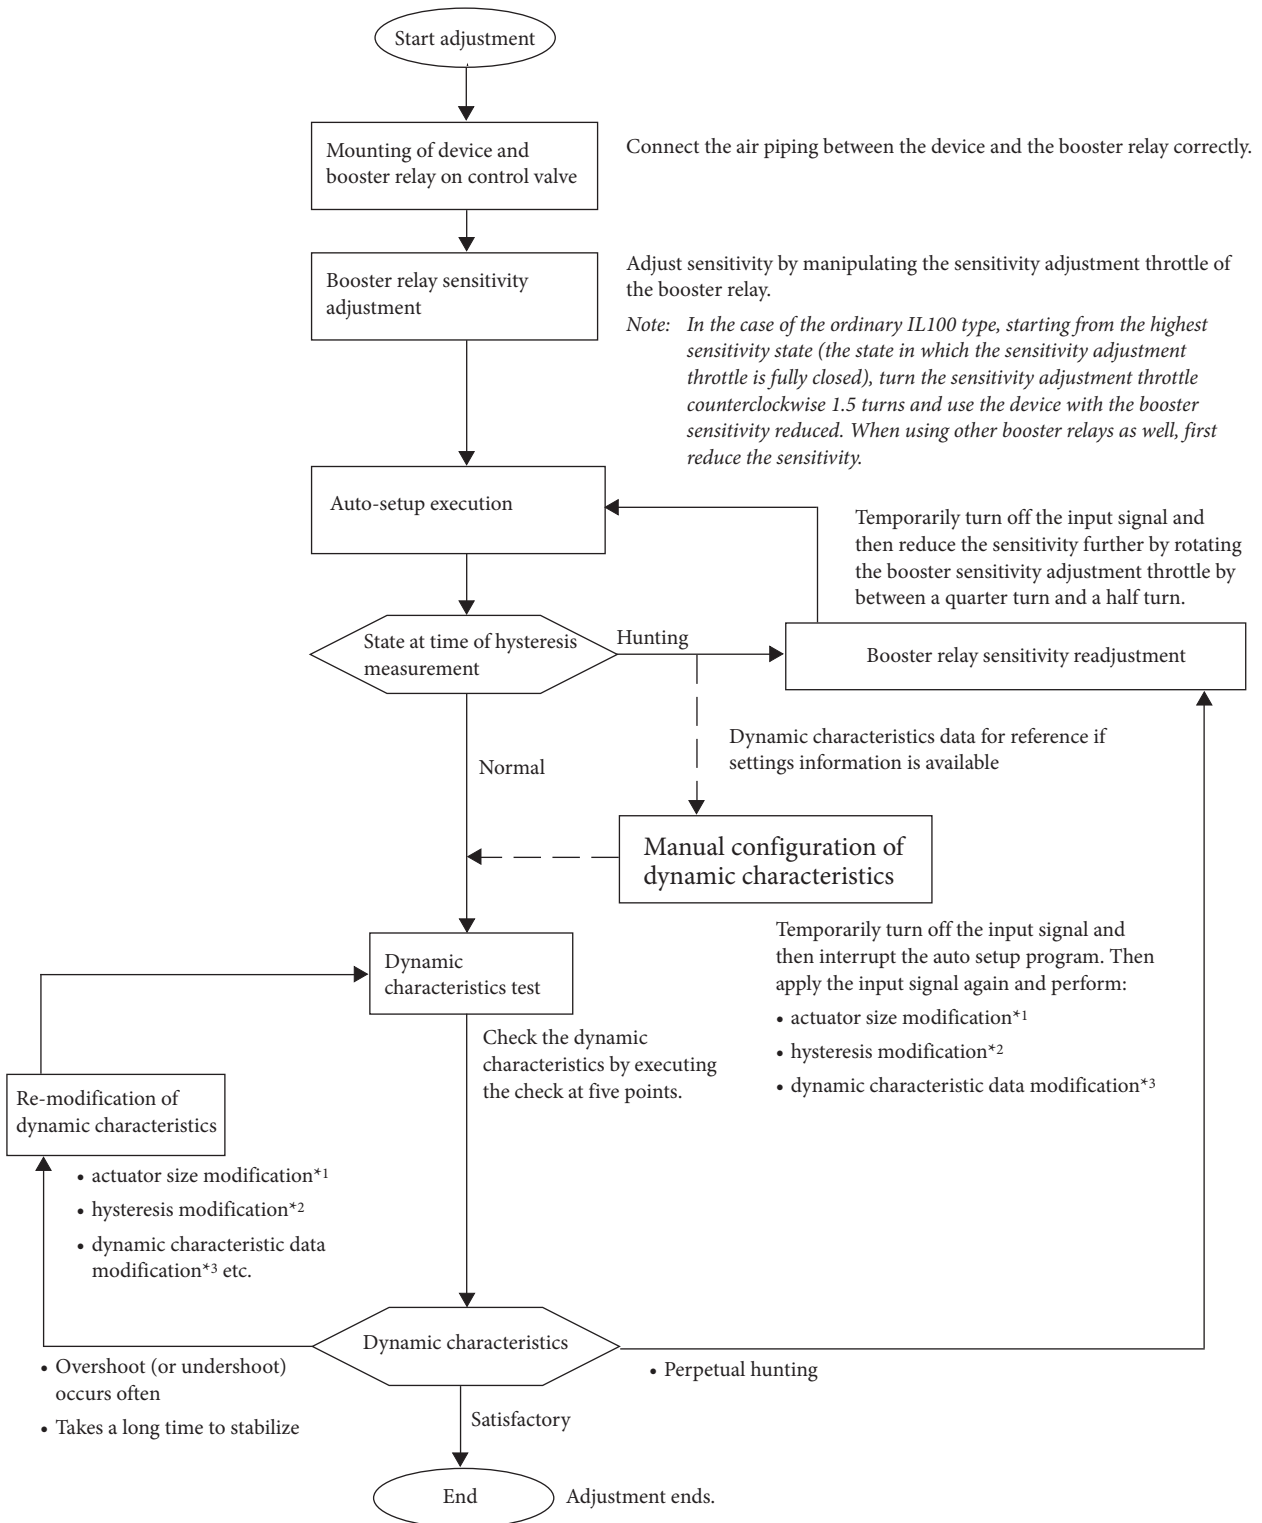 Start adjustment
Mounting of device and
booster relay on control valve
Connect the air piping between the device and the booster relay correctly.
Booster relay sensitivity
adjustment
Adjust sensitivity by manipulating the sensitivity adjustment throttle of
the booster relay.
Note: In the case of the ordinary IL100 type, starting from the highest
sensitivity state (the state in which the sensitivity adjustment
throttle is fully closed), turn the sensitivity adjustment throttle
counterclockwise 1.5 turns and use the device with the booster
sensitivity reduced. When using other booster relays as well, first
reduce the sensitivity.
Auto-setup execution
Temporarily turn off the input signal and
then reduce the sensitivity further by rotating
the booster sensitivity adjustment throttle by
between a quarter turn and a half turn.
State at time of hysteresis
measurement
Hunting
Booster relay sensitivity readjustment
Dynamic characteristics data for reference if
settings information is available
Normal
Manual configuration of
dynamic characteristics
Temporarily turn off the input signal and
then interrupt the auto setup program. Then
apply the input signal again and perform:
• actuator size modification*1
• hysteresis modification*2
• dynamic characteristic data modification*3
Dynamic
characteristics test
Check the dynamic
characteristics by executing
the check at five points.
Re-modification of
dynamic characteristics
• actuator size modification*1
• hysteresis modification*2
• dynamic characteristic data
modification*3 etc.
Dynamic characteristics
• Overshoot (or undershoot)
occurs often
• Takes a long time to stabilize
• Perpetual hunting
Satisfactory
End
Adjustment ends.